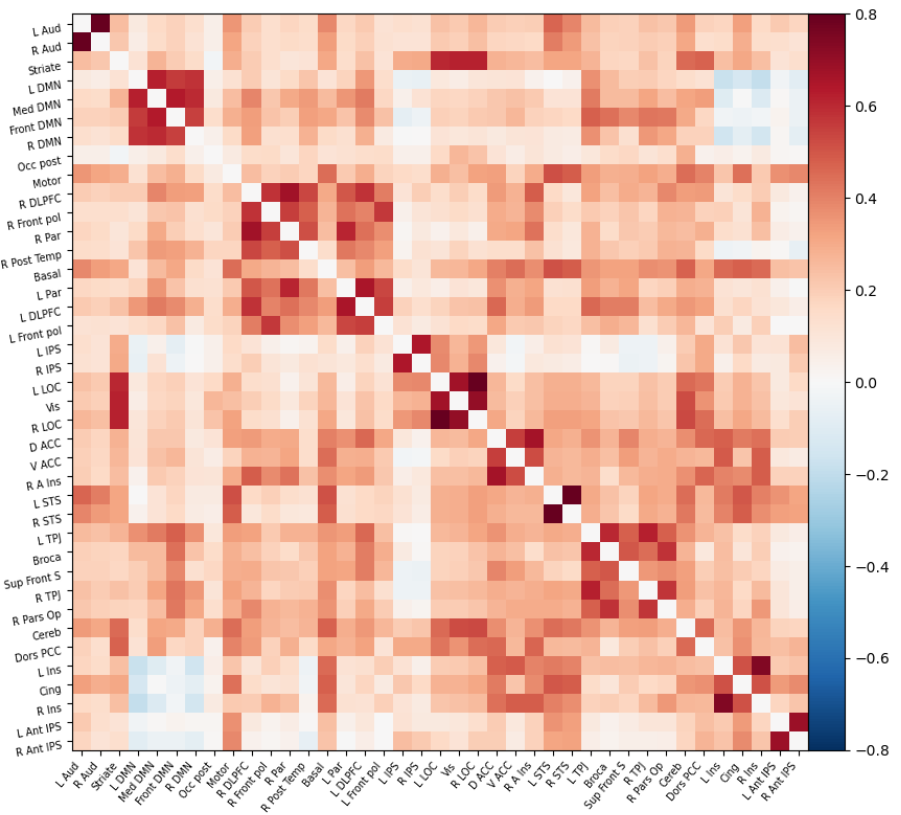 L Aud
R Aud
Striate
L DMN
Med DMN
Front DMN
R DMN
Occ post
Motor
R DLPFC
R Front pol
R Par
R Post Temp
Basal
L Par
L DLPFC
L Front pol
L IPS
R IPS
L LOC
Vis
R LOC
D ACC
V ACC
R A Ins
L STS
R STS
L TPJ
Broca
Sup Front S
R TPJ
R Pars Op
Cereb
Dors PCC
L Ins
Cing
R Ins
L Ant IPS
R Ant IPS
0.8
0.6
0.4
0.2
0.0
−0.2
−0.4
−0.6
−0.8
L Aud
R Aud
Striate
L DMN
Med DMN
Front DMN
R DMN
Occ post
Motor
R DLPFC
R Front pol
R Par
R Post Temp
Basal
L Par
L DLPFC
L Front pol
L IPS
R IPS
L LOC
Vis
R LOC
D ACC
V ACC
R A Ins
L STS
R STS
L TPJ
Broca
Sup Front S
R TPJ
R Pars Op
Cereb
Dors PCC
L Ins
Cing
R Ins
L Ant IPS
R Ant IPS